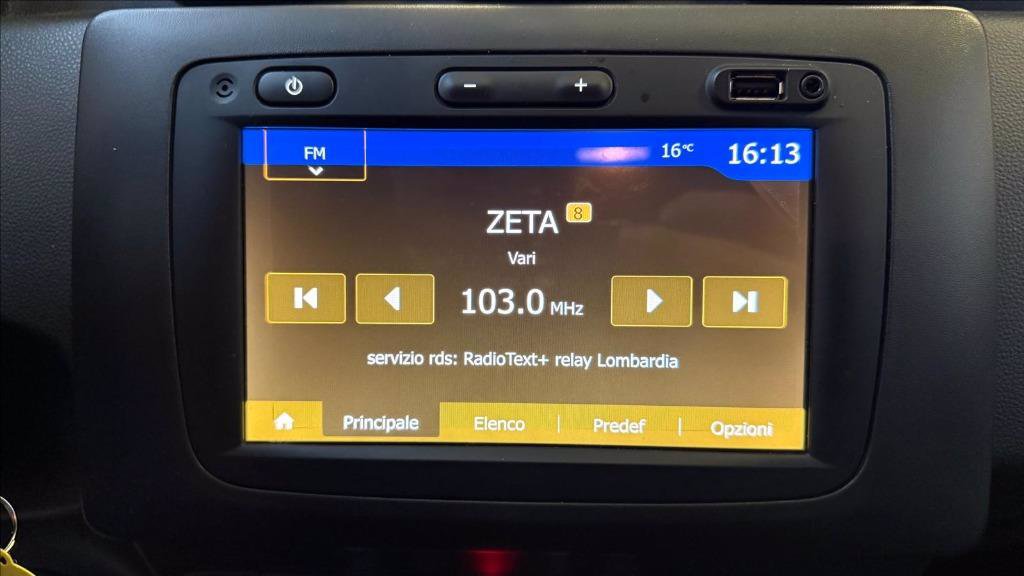 − +
FM 16°C 16:13
ZETA 8
Vari
103.0 MHz
servizio rds: RadioText+ relay Lombardia
Principale Elenco Predef Opzioni